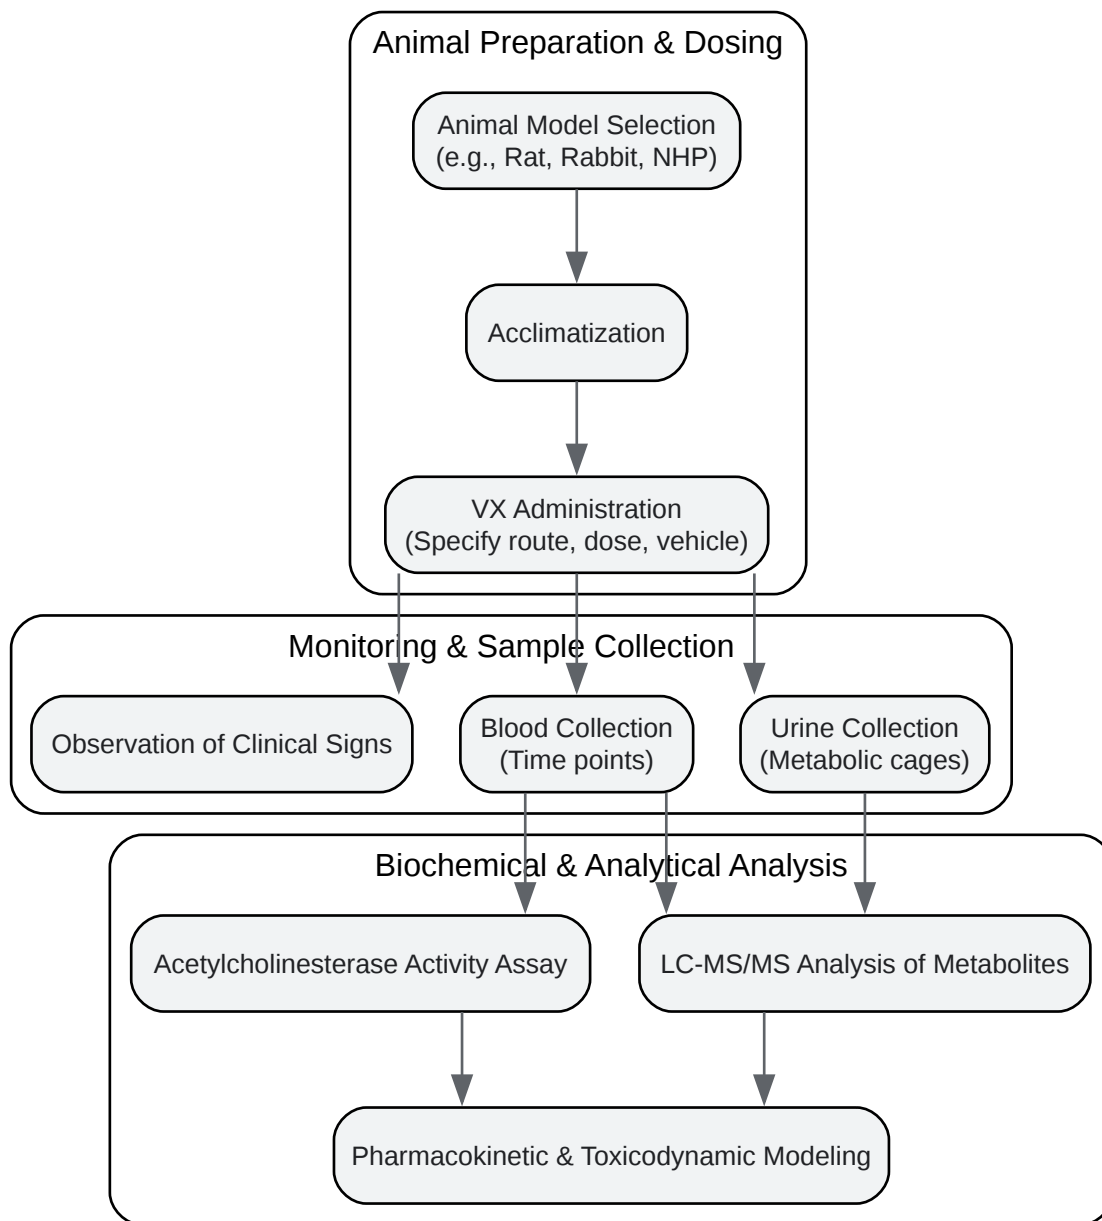 Animal Preparation & Dosing
Animal Model Selection
(e.g., Rat, Rabbit, NHP)
Acclimatization
VX Administration
(Specify route, dose, vehicle)
Monitoring & Sample Collection
Observation of Clinical Signs
Blood Collection
(Time points)
Urine Collection
(Metabolic cages)
Biochemical & Analytical Analysis
Acetylcholinesterase Activity Assay
LC-MS/MS Analysis of Metabolites
Pharmacokinetic & Toxicodynamic Modeling